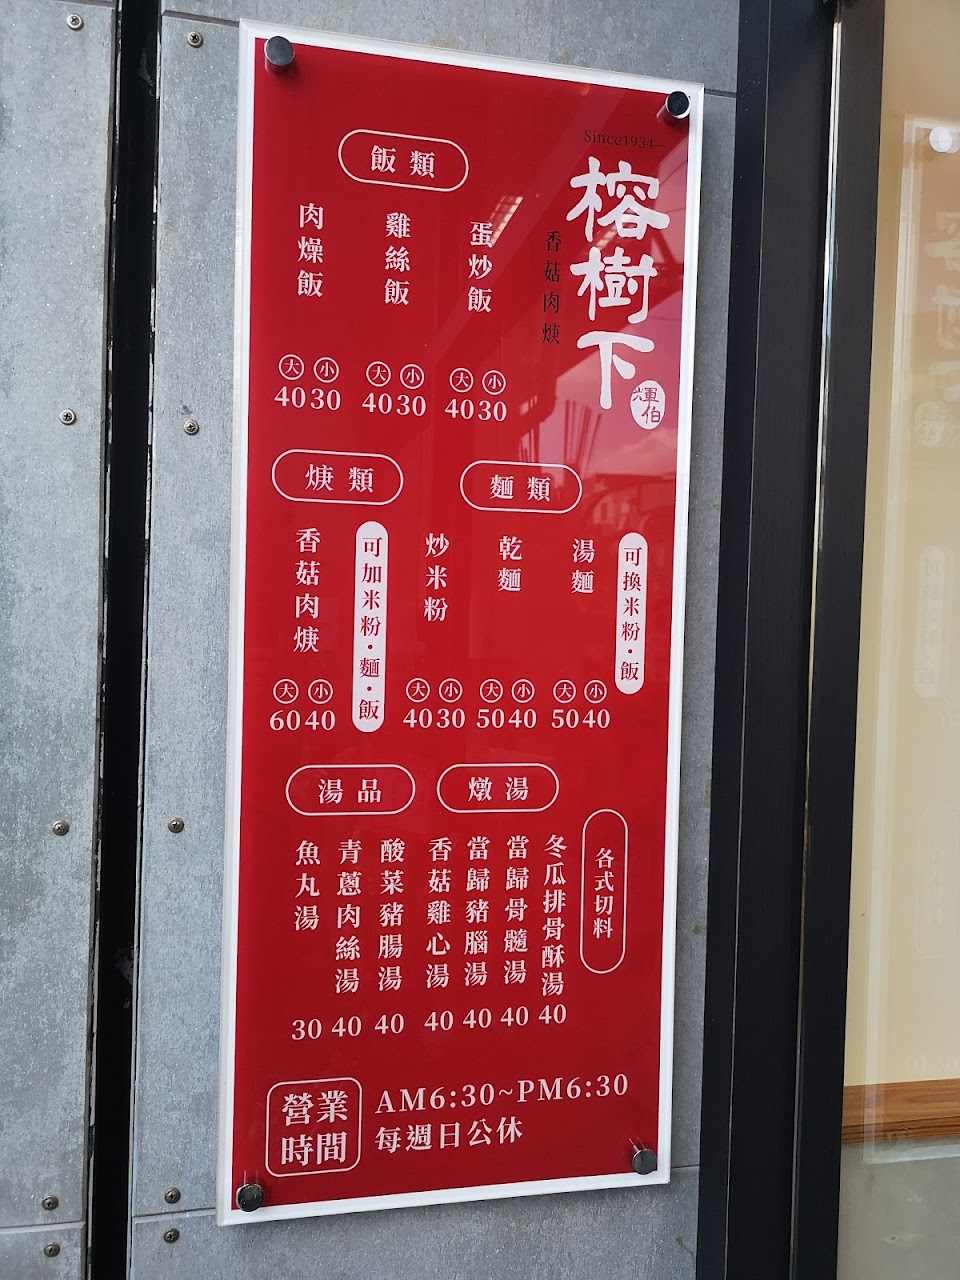 Since1934—
榕樹下
香菇肉焿
輝伯
飯類
蛋炒飯
大 小
40 30
雞絲飯
大 小
40 30
肉燥飯
大 小
40 30
麵類
可換米粉・飯
湯麵
大 小
50 40
乾麵
大 小
50 40
炒米粉
大 小
40 30
焿類
可加米粉・麵・飯
香菇肉焿
大 小
60 40
各式切料
燉湯
冬瓜排骨酥湯
40
當歸骨髓湯
40
當歸豬腦湯
40
香菇雞心湯
40
湯品
酸菜豬腸湯
40
青蔥肉絲湯
40
魚丸湯
30
營業時間
AM6:30~PM6:30
每週日公休